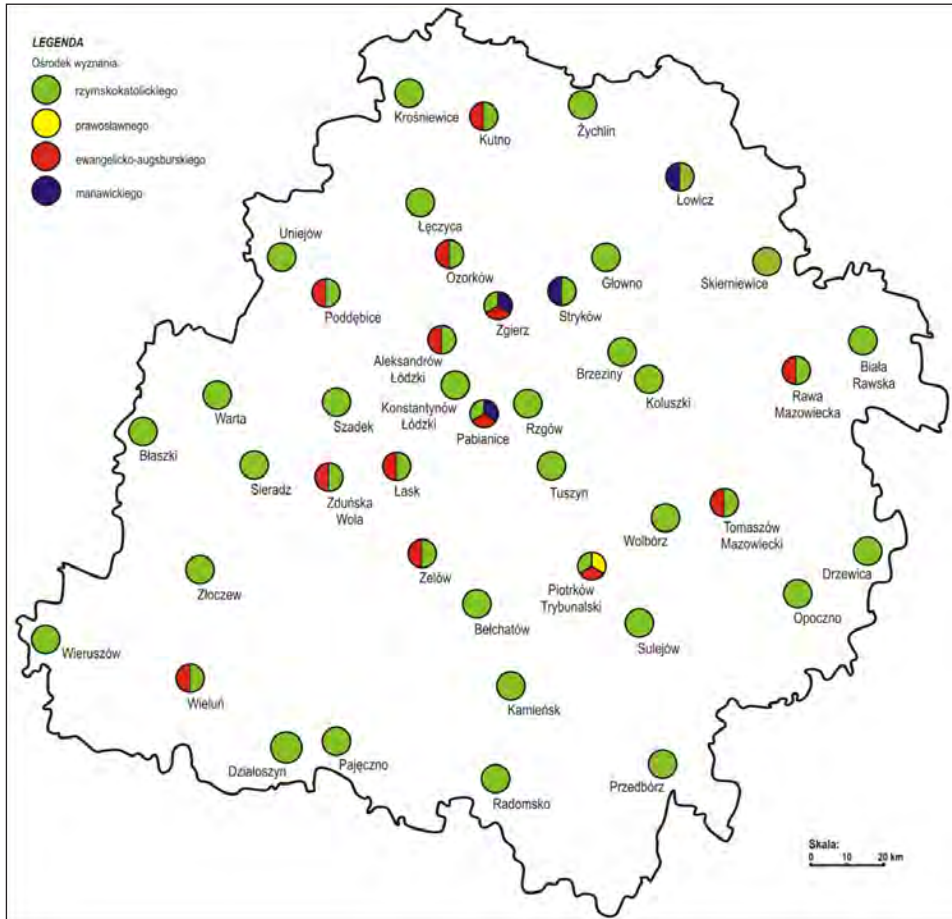 LEGENDA
Ośrodek wyznania:
rzymskokatolickiego
prawosławnego
ewangelicko-augsburskiego
manawickiego
Krośniewice
Kutno
Żychlin
Łowicz
Łęczyca
Uniejów
Ozorków
Głowno
Skierniewice
Poddębice
Zgierz
Stryków
Aleksandrów
Łódzki
Brzeziny
Biała
Rawska
Rawa
Mazowiecka
Konstantynów
Łódzki
Koluszki
Warta
Szadek
Pabianice
Rzgów
Błaszki
Sieradz
Zduńska
Wola
Łask
Tuszyn
Wolbórz
Tomaszów
Mazowiecki
Drzewica
Zelów
Piotrków
Trybunalski
Złoczew
Bełchatów
Opoczno
Sulejów
Wieruszów
Wieluń
Kamieńsk
Działoszyn
Pajęczno
Radomsko
Przedbórz
Skala:
0 10 20 km